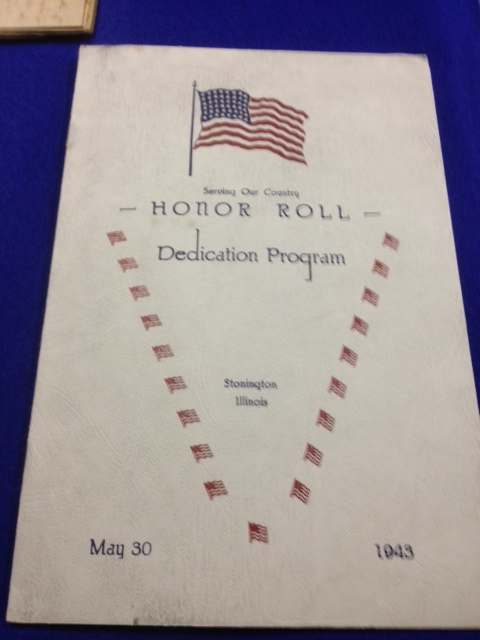 Serving Our Country
— HONOR ROLL —
Dedication Program
Stonington
Illinois
May 30 1943